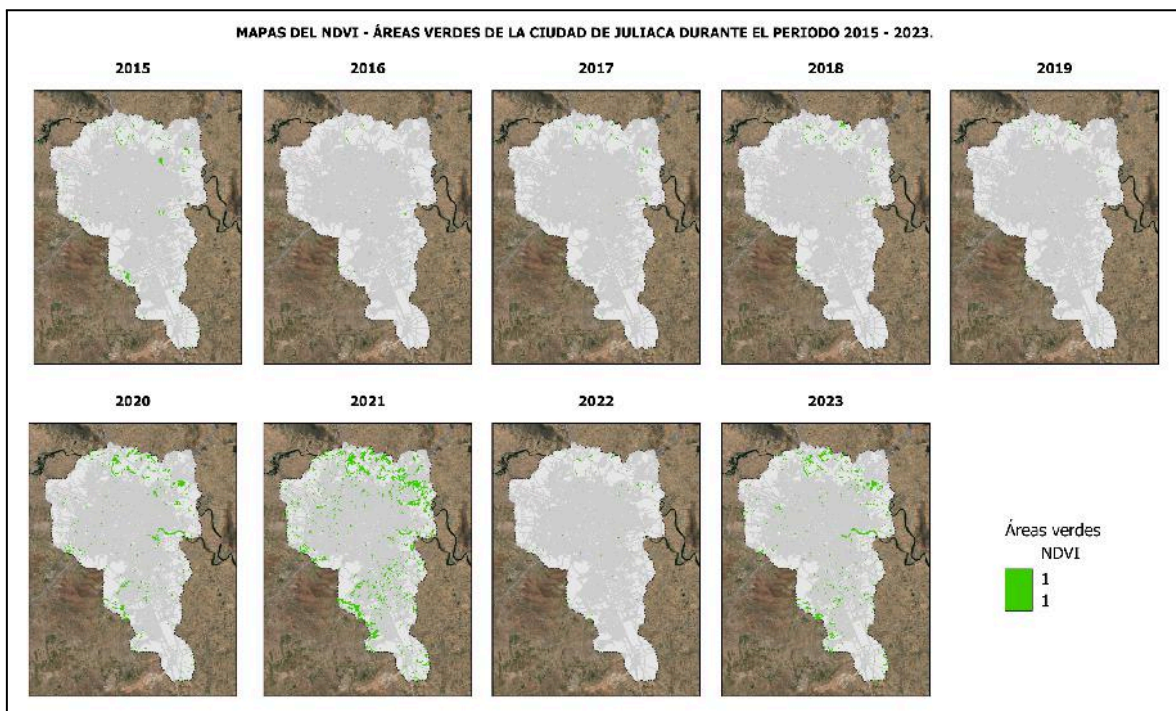 MAPAS DEL NDVI - ÁREAS VERDES DE LA CIUDAD DE JULIACA DURANTE EL PERIODO 2015 - 2023.
2015 2016 2017 2018 2019
2020 2021 2022 2023
Áreas verdes
NDVI
1
1